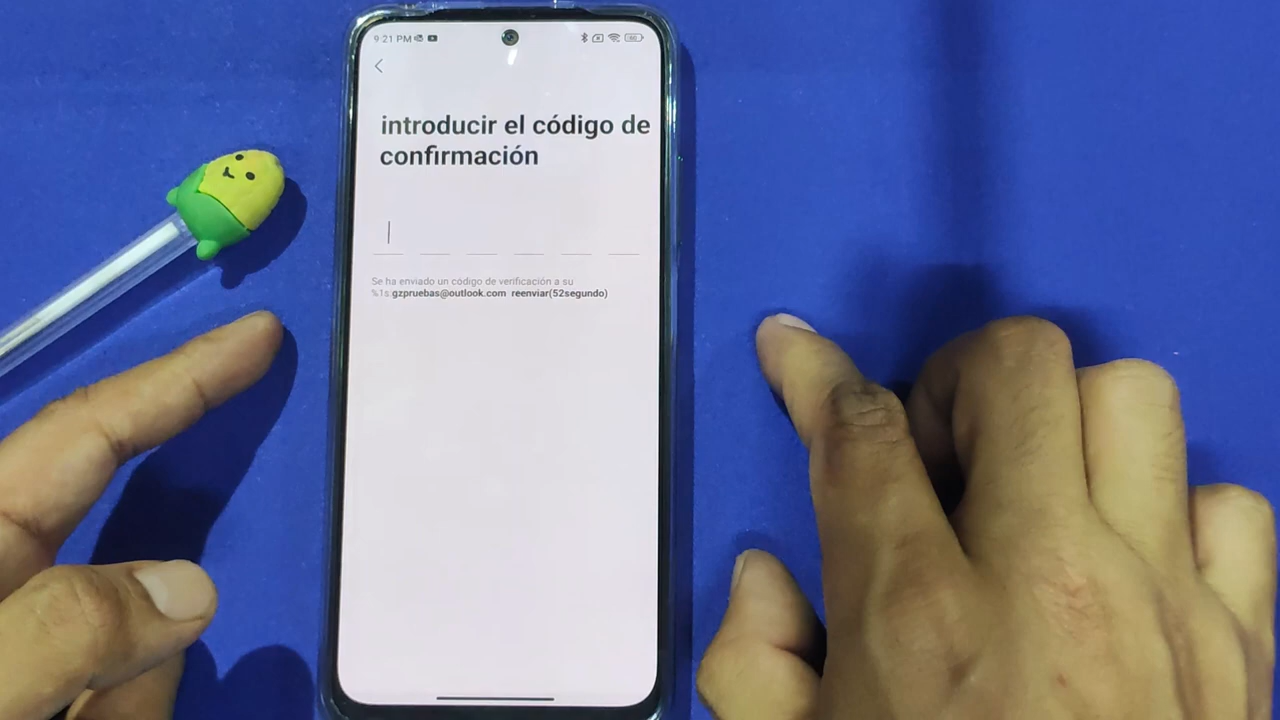 9:21 PM
introducir el código de
confirmación
Se ha enviado un código de verificación a su
%1s:gzpruebas@outlook.com reenviar(52segundo)